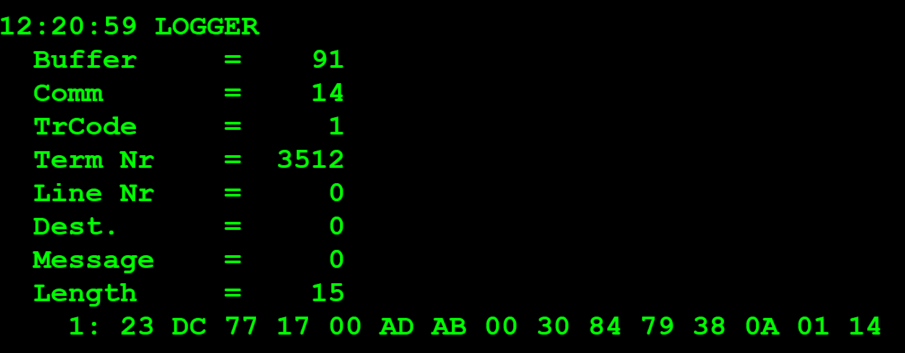 12:20:59 LOGGER
Buffer = 91
Comm = 14
TrCode = 1
Term Nr = 3512
Line Nr = 0
Dest. = 0
Message = 0
Length = 15
1: 23 DC 77 17 00 AD AB 00 30 84 79 38 0A 01 14